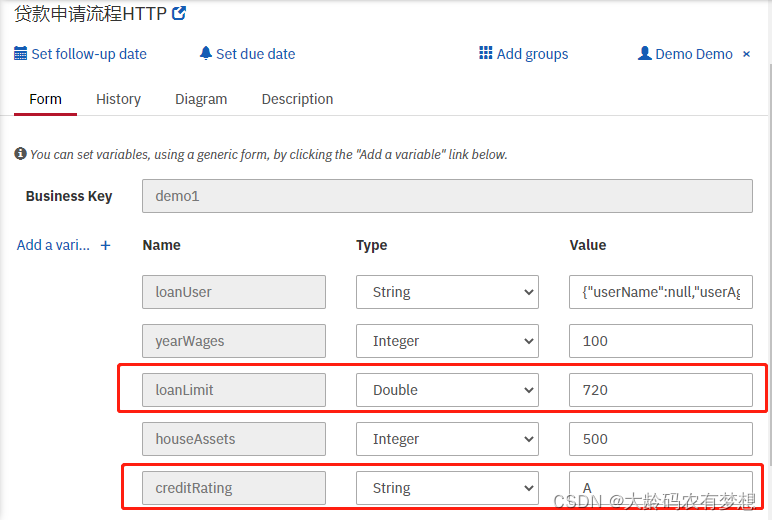 贷款申请流程HTTP
Set follow-up date Set due date Add groups Demo Demo ×
Form History Diagram Description
You can set variables, using a generic form, by clicking the "Add a variable" link below.
Business Key demo1
Add a vari... + Name Type Value
loanUser String {"userName":null,"userAg
yearWages Integer 100
loanLimit Double 720
houseAssets Integer 500
creditRating String A
CSDN @大龄码农有梦想